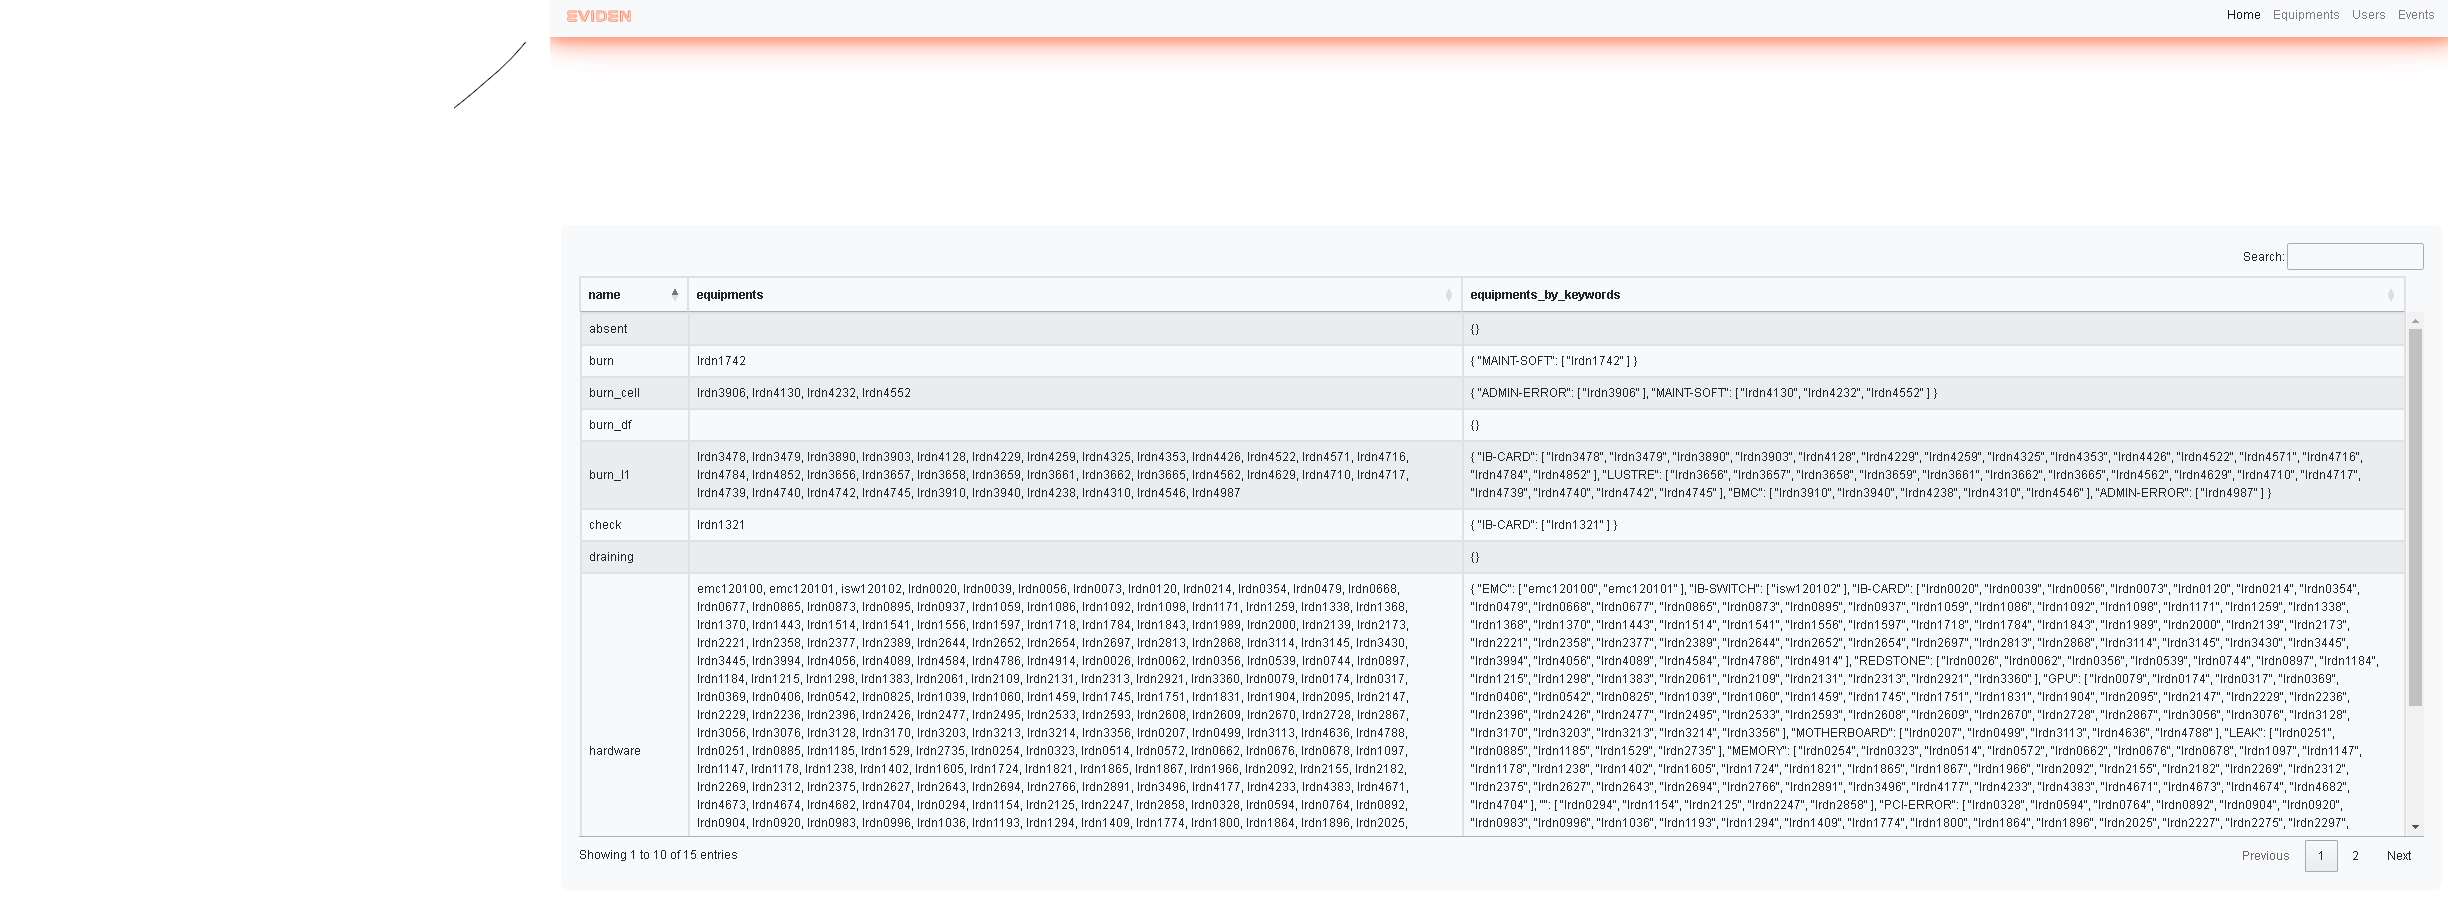 EVIDEN
Home Equipments Users Events
Search:
name equipments equipments_by_keywords
absent {}
burn lrdn1742 { "MAINT-SOFT": [ "lrdn1742" ] }
burn_cell lrdn3906, lrdn4130, lrdn4232, lrdn4552 { "ADMIN-ERROR": [ "lrdn3906" ], "MAINT-SOFT": [ "lrdn4130", "lrdn4232", "lrdn4552" ] }
burn_df {}
burn_l1
lrdn3478, lrdn3479, lrdn3890, lrdn3903, lrdn4128, lrdn4229, lrdn4259, lrdn4325, lrdn4353, lrdn4426, lrdn4522, lrdn4571, lrdn4716,
lrdn4784, lrdn4852, lrdn3656, lrdn3657, lrdn3658, lrdn3659, lrdn3661, lrdn3662, lrdn3665, lrdn4562, lrdn4629, lrdn4710, lrdn4717,
lrdn4739, lrdn4740, lrdn4742, lrdn4745, lrdn3910, lrdn3940, lrdn4238, lrdn4310, lrdn4546, lrdn4987
{ "IB-CARD": [ "lrdn3478", "lrdn3479", "lrdn3890", "lrdn3903", "lrdn4128", "lrdn4229", "lrdn4259", "lrdn4325", "lrdn4353", "lrdn4426", "lrdn4522", "lrdn4571", "lrdn4716",
"lrdn4784", "lrdn4852" ], "LUSTRE": [ "lrdn3656", "lrdn3657", "lrdn3658", "lrdn3659", "lrdn3661", "lrdn3662", "lrdn3665", "lrdn4562", "lrdn4629", "lrdn4710", "lrdn4717",
"lrdn4739", "lrdn4740", "lrdn4742", "lrdn4745" ], "BMC": [ "lrdn3910", "lrdn3940", "lrdn4238", "lrdn4310", "lrdn4546" ], "ADMIN-ERROR": [ "lrdn4987" ] }
check lrdn1321 { "IB-CARD": [ "lrdn1321" ] }
draining {}
hardware
emc120100, emc120101, isw120102, lrdn0020, lrdn0039, lrdn0056, lrdn0073, lrdn0120, lrdn0214, lrdn0354, lrdn0479, lrdn0668,
lrdn0677, lrdn0865, lrdn0873, lrdn0895, lrdn0937, lrdn1059, lrdn1086, lrdn1092, lrdn1098, lrdn1171, lrdn1259, lrdn1338, lrdn1368,
lrdn1370, lrdn1443, lrdn1514, lrdn1541, lrdn1556, lrdn1597, lrdn1718, lrdn1784, lrdn1843, lrdn1989, lrdn2000, lrdn2139, lrdn2173,
lrdn2221, lrdn2358, lrdn2377, lrdn2389, lrdn2644, lrdn2652, lrdn2654, lrdn2697, lrdn2813, lrdn2868, lrdn3114, lrdn3145, lrdn3430,
lrdn3445, lrdn3994, lrdn4056, lrdn4089, lrdn4584, lrdn4786, lrdn4914, lrdn0026, lrdn0062, lrdn0356, lrdn0539, lrdn0744, lrdn0897,
lrdn1184, lrdn1215, lrdn1298, lrdn1383, lrdn2061, lrdn2109, lrdn2131, lrdn2313, lrdn2921, lrdn3360, lrdn0079, lrdn0174, lrdn0317,
lrdn0369, lrdn0406, lrdn0542, lrdn0825, lrdn1039, lrdn1060, lrdn1459, lrdn1745, lrdn1751, lrdn1831, lrdn1904, lrdn2095, lrdn2147,
lrdn2229, lrdn2236, lrdn2396, lrdn2426, lrdn2477, lrdn2495, lrdn2533, lrdn2593, lrdn2608, lrdn2609, lrdn2670, lrdn2728, lrdn2867,
lrdn3056, lrdn3076, lrdn3128, lrdn3170, lrdn3203, lrdn3213, lrdn3214, lrdn3356, lrdn0207, lrdn0499, lrdn3113, lrdn4636, lrdn4788,
lrdn0251, lrdn0885, lrdn1185, lrdn1529, lrdn2735, lrdn0254, lrdn0323, lrdn0514, lrdn0572, lrdn0662, lrdn0676, lrdn0678, lrdn1097,
lrdn1147, lrdn1178, lrdn1238, lrdn1402, lrdn1605, lrdn1724, lrdn1821, lrdn1865, lrdn1867, lrdn1966, lrdn2092, lrdn2155, lrdn2182,
lrdn2269, lrdn2312, lrdn2375, lrdn2627, lrdn2643, lrdn2694, lrdn2766, lrdn2891, lrdn3496, lrdn4177, lrdn4233, lrdn4383, lrdn4671,
lrdn4673, lrdn4674, lrdn4682, lrdn4704, lrdn0294, lrdn1154, lrdn2125, lrdn2247, lrdn2858, lrdn0328, lrdn0594, lrdn0764, lrdn0892,
lrdn0904, lrdn0920, lrdn0983, lrdn0996, lrdn1036, lrdn1193, lrdn1294, lrdn1409, lrdn1774, lrdn1800, lrdn1864, lrdn1896, lrdn2025,
{ "EMC": [ "emc120100", "emc120101" ], "IB-SWITCH": [ "isw120102" ], "IB-CARD": [ "lrdn0020", "lrdn0039", "lrdn0056", "lrdn0073", "lrdn0120", "lrdn0214", "lrdn0354",
"lrdn0479", "lrdn0668", "lrdn0677", "lrdn0865", "lrdn0873", "lrdn0895", "lrdn0937", "lrdn1059", "lrdn1086", "lrdn1092", "lrdn1098", "lrdn1171", "lrdn1259", "lrdn1338",
"lrdn1368", "lrdn1370", "lrdn1443", "lrdn1514", "lrdn1541", "lrdn1556", "lrdn1597", "lrdn1718", "lrdn1784", "lrdn1843", "lrdn1989", "lrdn2000", "lrdn2139", "lrdn2173",
"lrdn2221", "lrdn2358", "lrdn2377", "lrdn2389", "lrdn2644", "lrdn2652", "lrdn2654", "lrdn2697", "lrdn2813", "lrdn2868", "lrdn3114", "lrdn3145", "lrdn3430", "lrdn3445",
"lrdn3994", "lrdn4056", "lrdn4089", "lrdn4584", "lrdn4786", "lrdn4914" ], "REDSTONE": [ "lrdn0026", "lrdn0062", "lrdn0356", "lrdn0539", "lrdn0744", "lrdn0897", "lrdn1184",
"lrdn1215", "lrdn1298", "lrdn1383", "lrdn2061", "lrdn2109", "lrdn2131", "lrdn2313", "lrdn2921", "lrdn3360" ], "GPU": [ "lrdn0079", "lrdn0174", "lrdn0317", "lrdn0369",
"lrdn0406", "lrdn0542", "lrdn0825", "lrdn1039", "lrdn1060", "lrdn1459", "lrdn1745", "lrdn1751", "lrdn1831", "lrdn1904", "lrdn2095", "lrdn2147", "lrdn2229", "lrdn2236",
"lrdn2396", "lrdn2426", "lrdn2477", "lrdn2495", "lrdn2533", "lrdn2593", "lrdn2608", "lrdn2609", "lrdn2670", "lrdn2728", "lrdn2867", "lrdn3056", "lrdn3076", "lrdn3128",
"lrdn3170", "lrdn3203", "lrdn3213", "lrdn3214", "lrdn3356" ], "MOTHERBOARD": [ "lrdn0207", "lrdn0499", "lrdn3113", "lrdn4636", "lrdn4788" ], "LEAK": [ "lrdn0251",
"lrdn0885", "lrdn1185", "lrdn1529", "lrdn2735" ], "MEMORY": [ "lrdn0254", "lrdn0323", "lrdn0514", "lrdn0572", "lrdn0662", "lrdn0676", "lrdn0678", "lrdn1097", "lrdn1147",
"lrdn1178", "lrdn1238", "lrdn1402", "lrdn1605", "lrdn1724", "lrdn1821", "lrdn1865", "lrdn1867", "lrdn1966", "lrdn2092", "lrdn2155", "lrdn2182", "lrdn2269", "lrdn2312",
"lrdn2375", "lrdn2627", "lrdn2643", "lrdn2694", "lrdn2766", "lrdn2891", "lrdn3496", "lrdn4177", "lrdn4233", "lrdn4383", "lrdn4671", "lrdn4673", "lrdn4674", "lrdn4682",
"lrdn4704" ], "": [ "lrdn0294", "lrdn1154", "lrdn2125", "lrdn2247", "lrdn2858" ], "PCI-ERROR": [ "lrdn0328", "lrdn0594", "lrdn0764", "lrdn0892", "lrdn0904", "lrdn0920",
"lrdn0983", "lrdn0996", "lrdn1036", "lrdn1193", "lrdn1294", "lrdn1409", "lrdn1774", "lrdn1800", "lrdn1864", "lrdn1896", "lrdn2025", "lrdn2227", "lrdn2275", "lrdn2297",
Showing 1 to 10 of 15 entries
Previous 1 2 Next